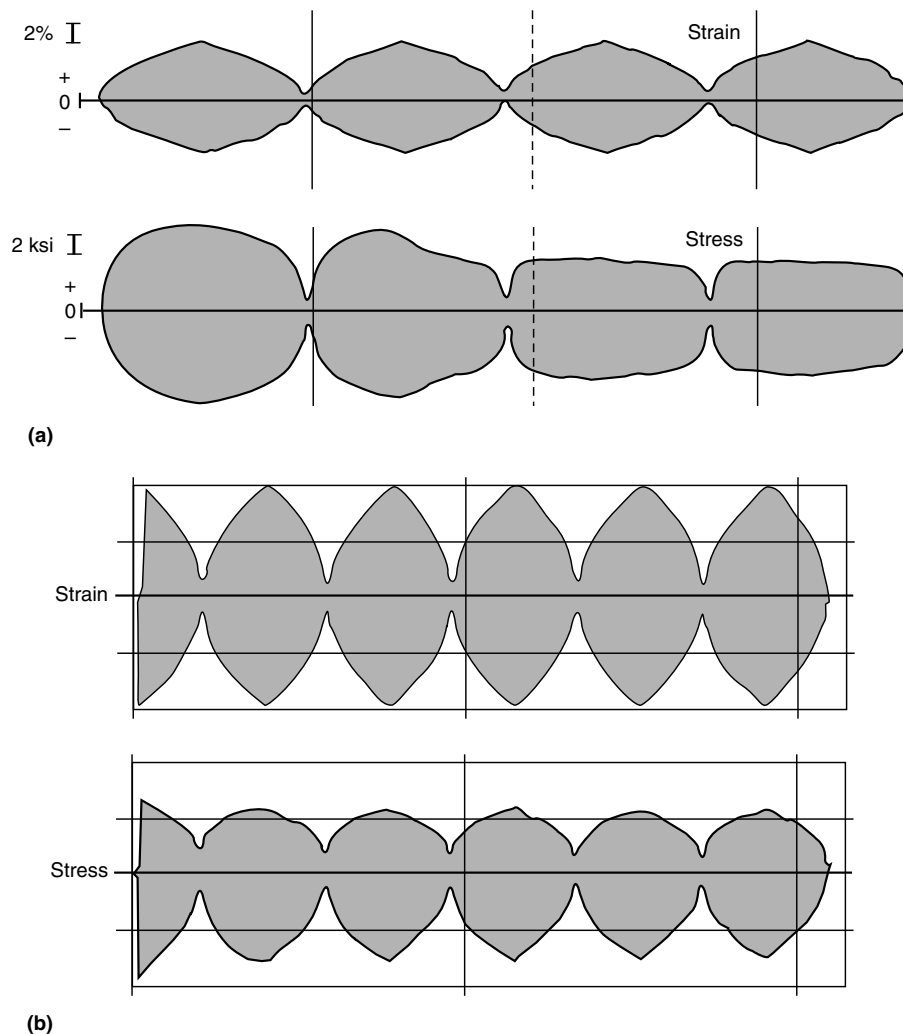 2%
Strain
+
0
–
2 ksi
Stress
+
0
–
(a)
Strain
Stress
(b)